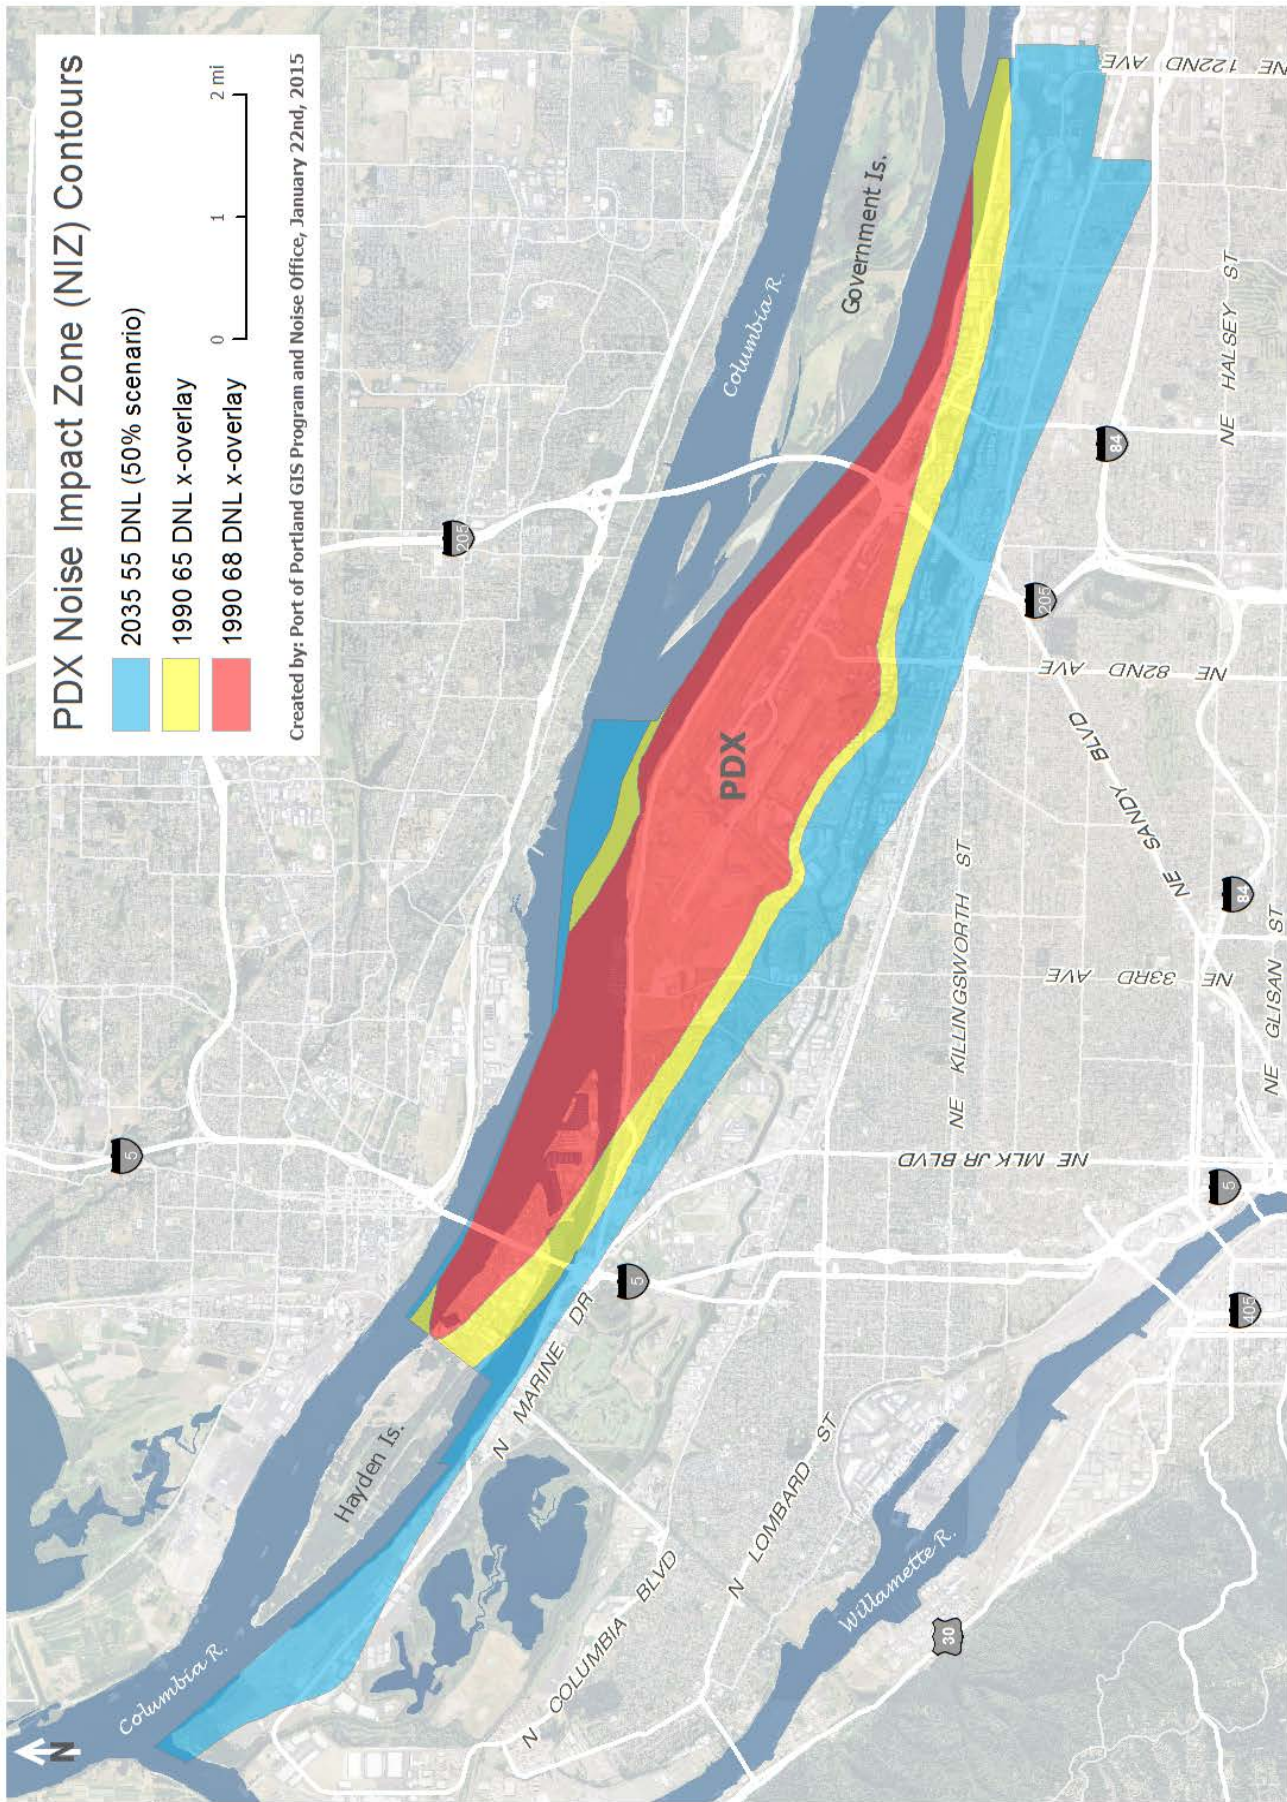 PDX Noise Impact Zone (NIZ) Contours
2035 55 DNL (50% scenario)
1990 65 DNL x-overlay
1990 68 DNL x-overlay
0 1 2 mi
Created by: Port of Portland GIS Program and Noise Office, January 22nd, 2015
N
Columbia R.
Hayden Is.
5
205
Columbia R.
Government Is.
N MARINE DR
5
PDX
N COLUMBIA BLVD
N LOMBARD ST
Willamette R.
30
NE MLK JR BLVD
NE KILLINGSWORTH ST
NE 33RD AVE
NE SANDY BLVD
NE 82ND AVE
205
84
NE HALSEY ST
NE 122ND AVE
405
5
84
NE GLISAN ST